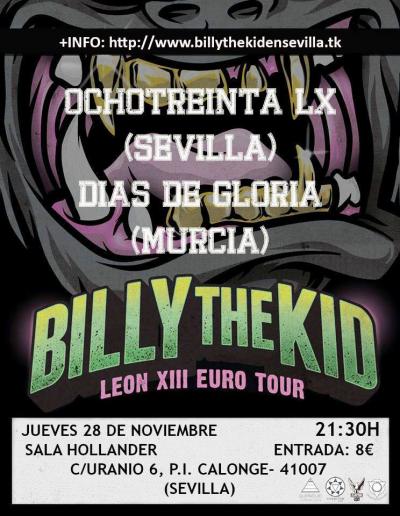 +INFO: http://www.billythekidensevilla.tk
OCHOTREINTA LX
(SEVILLA)
DIAS DE GLORIA
(MURCIA)
BILLY THE KID
LEON XIII EURO TOUR
JUEVES 28 DE NOVIEMBRE 21:30H
SALA HOLLANDER ENTRADA: 8€
C/URANIO 6, P.I. CALONGE- 41007
(SEVILLA)